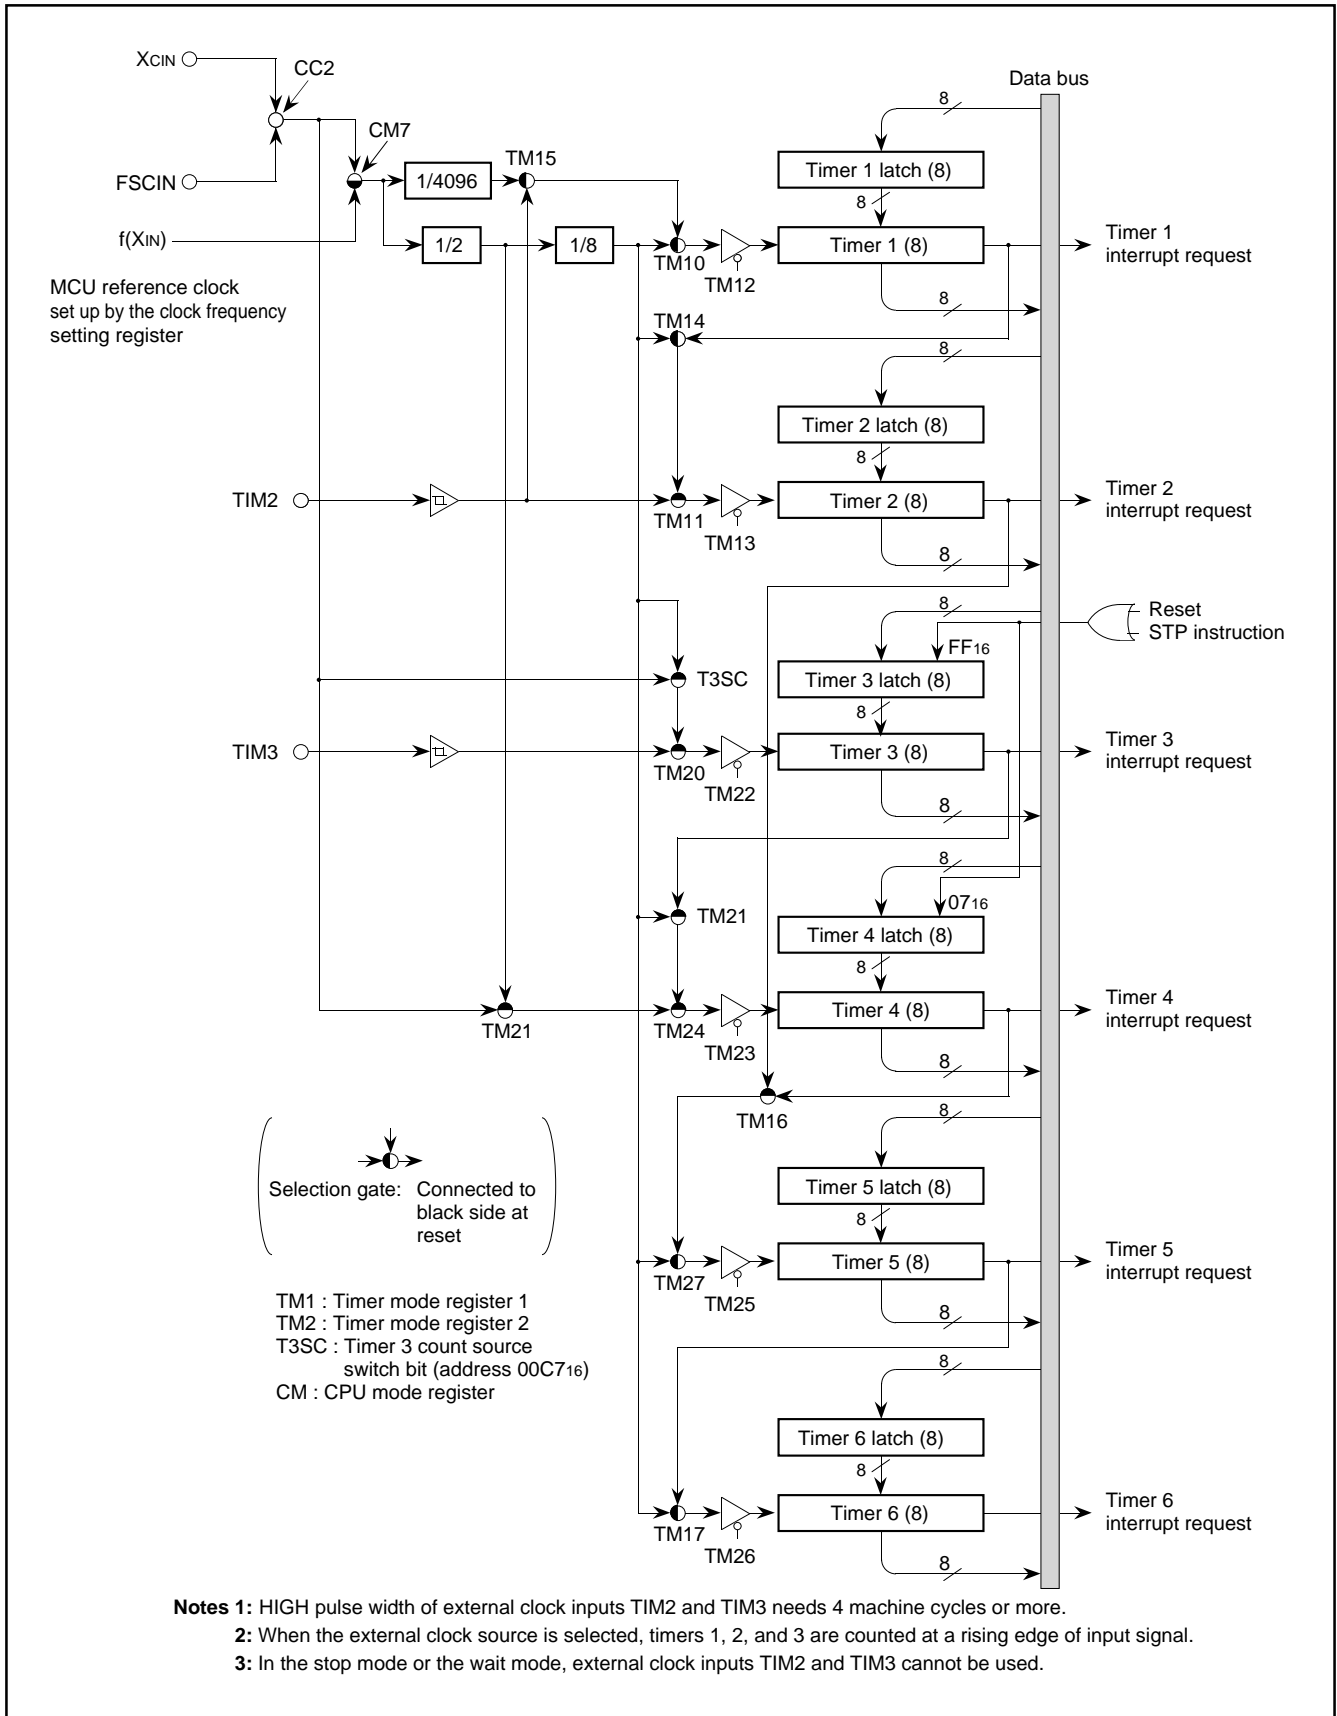 XCIN
CC2
Data bus
8
CM7
TM15
FSCIN
1/4096
Timer 1 latch (8)
8
f(XIN)
1/2
1/8
TM10
TM12
Timer 1 (8)
Timer 1
interrupt request
8
MCU reference clock
set up by the clock frequency
setting register
TM14
8
Timer 2 latch (8)
8
TIM2
TM11
TM13
Timer 2 (8)
Timer 2
interrupt request
8
8
Reset
STP instruction
FF16
T3SC
Timer 3 latch (8)
8
TIM3
TM20
TM22
Timer 3 (8)
Timer 3
interrupt request
8
8
0716
TM21
Timer 4 latch (8)
8
TM21
TM24
TM23
Timer 4 (8)
Timer 4
interrupt request
8
TM16
8
Selection gate: Connected to
black side at
reset
Timer 5 latch (8)
8
TM27
TM25
Timer 5 (8)
Timer 5
interrupt request
8
TM1 : Timer mode register 1
TM2 : Timer mode register 2
T3SC : Timer 3 count source
switch bit (address 00C716)
CM : CPU mode register
8
Timer 6 latch (8)
8
TM17
TM26
Timer 6 (8)
Timer 6
interrupt request
8
Notes 1: HIGH pulse width of external clock inputs TIM2 and TIM3 needs 4 machine cycles or more.
2: When the external clock source is selected, timers 1, 2, and 3 are counted at a rising edge of input signal.
3: In the stop mode or the wait mode, external clock inputs TIM2 and TIM3 cannot be used.